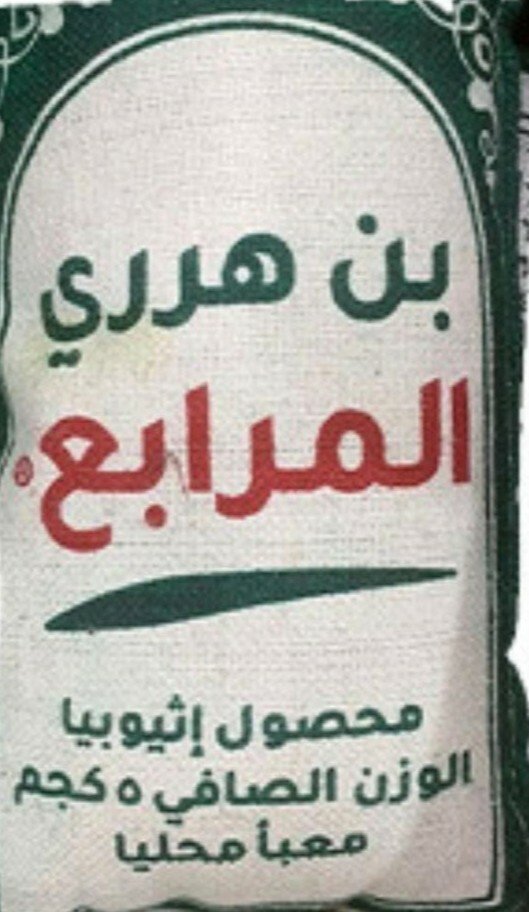 بن هرري
المرابع®
محصول إثيوبيا
الوزن الصافي ٥ كجم
معبأ محليا